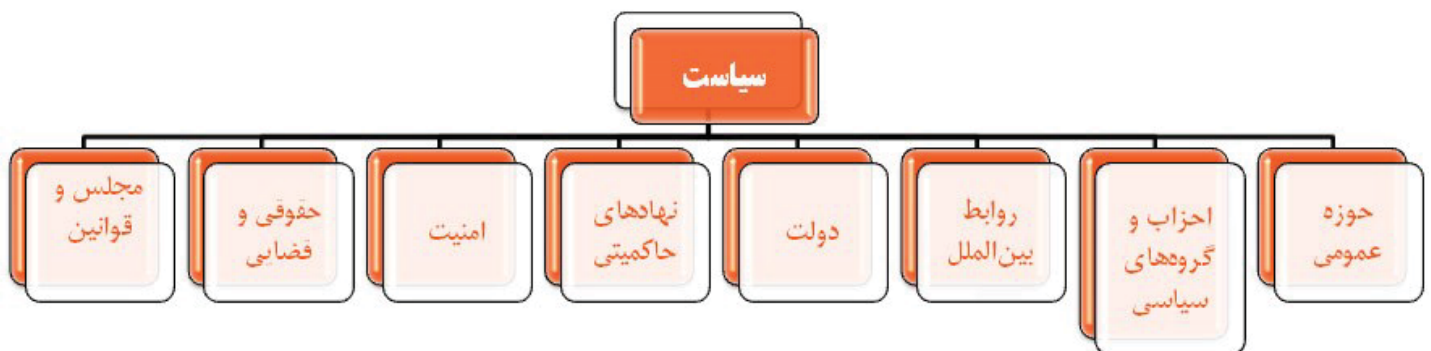 سیاست
حوزه
عمومی
احزاب و
گروه‌های
سیاسی
روابط
بین‌الملل
دولت
نهادهای
حاکمیتی
امنیت
حقوقی و
قضایی
مجلس و
قوانین